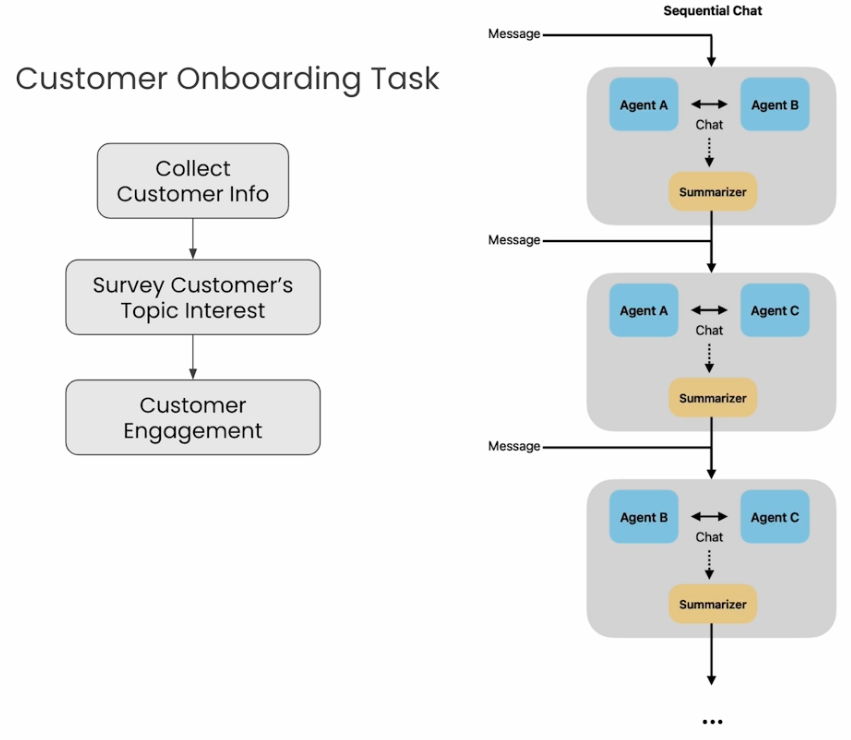 Customer Onboarding Task
Collect
Customer Info
Survey Customer’s
Topic Interest
Customer
Engagement
Sequential Chat
Message
Agent A
Agent B
Chat
Summarizer
Message
Agent A
Agent C
Chat
Summarizer
Message
Agent B
Agent C
Chat
Summarizer
...